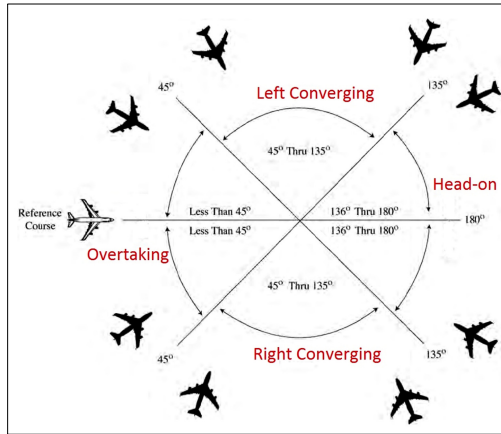 45°
135°
Left Converging
45° Thru 135°
Head-on
Reference
Course
Less Than 45°
136° Thru 180°
180°
Less Than 45°
136° Thru 180°
Overtaking
45° Thru 135°
Right Converging
45°
135°